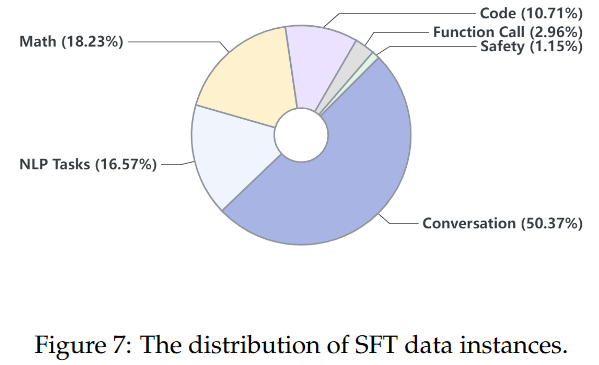 Code (10.71%)
Function Call (2.96%)
Safety (1.15%)
Math (18.23%)
NLP Tasks (16.57%)
Conversation (50.37%)
Figure 7: The distribution of SFT data instances.